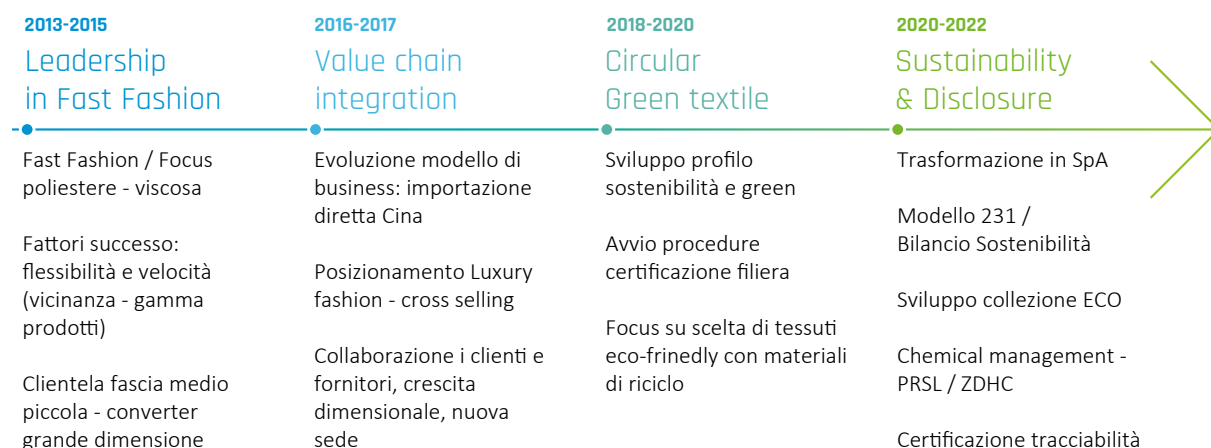 2013-2015
Leadership
in Fast Fashion
Fast Fashion / Focus
poliestere - viscosa
Fattori successo:
flessibilità e velocità
(vicinanza - gamma
prodotti)
Clientela fascia medio
piccola - converter
grande dimensione
2016-2017
Value chain
integration
Evoluzione modello di
business: importazione
diretta Cina
Posizionamento Luxury
fashion - cross selling
Collaborazione i clienti e
fornitori, crescita
dimensionale, nuova
sede
2018-2020
Circular
Green textile
Sviluppo profilo
sostenibilità e green
Avvio procedure
certificazione filiera
Focus su scelta di tessuti
eco-frinedly con materiali
di riciclo
2020-2022
Sustainability
& Disclosure
Trasformazione in SpA
Modello 231 /
Bilancio Sostenibilità
Sviluppo collezione ECO
Chemical management -
PRSL / ZDHC
Certificazione tracciabilità